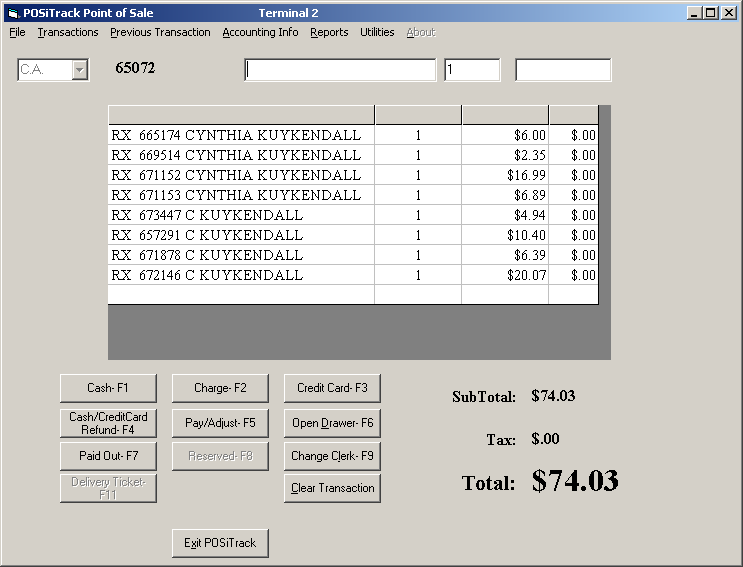 POSiTrack Point of Sale Terminal 2
File Transactions Previous Transaction Accounting Info Reports Utilities About
C.A. 65072 1
RX 665174 CYNTHIA KUYKENDALL 1 $6.00 $.00
RX 669514 CYNTHIA KUYKENDALL 1 $2.35 $.00
RX 671152 CYNTHIA KUYKENDALL 1 $16.99 $.00
RX 671153 CYNTHIA KUYKENDALL 1 $6.89 $.00
RX 673447 C KUYKENDALL 1 $4.94 $.00
RX 657291 C KUYKENDALL 1 $10.40 $.00
RX 671878 C KUYKENDALL 1 $6.39 $.00
RX 672146 C KUYKENDALL 1 $20.07 $.00
Cash- F1 Charge- F2 Credit Card- F3
SubTotal: $74.03
Cash/CreditCard
Refund- F4
Pay/Adjust- F5 Open Drawer- F6
Tax: $.00
Paid Out- F7 Reserved- F8 Change Clerk- F9
Delivery Ticket-
F11
Clear Transaction
Total: $74.03
Exit POSiTrack